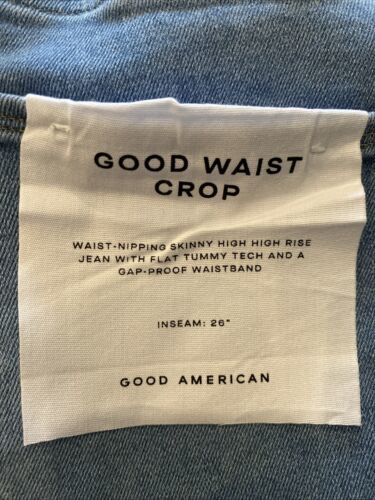 GOOD WAIST
CROP
WAIST-NIPPING SKINNY HIGH HIGH RISE
JEAN WITH FLAT TUMMY TECH AND A
GAP-PROOF WAISTBAND
INSEAM: 26"
GOOD AMERICAN